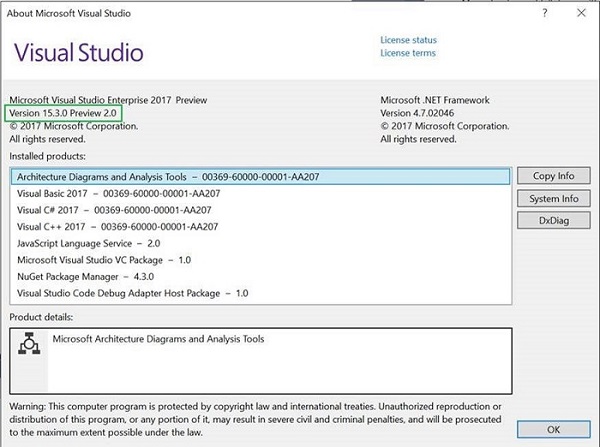 About Microsoft Visual Studio
Visual Studio
License status
License terms
Microsoft Visual Studio Enterprise 2017 Preview
Version 15.3.0 Preview 2.0
© 2017 Microsoft Corporation.
All rights reserved.
Microsoft .NET Framework
Version 4.7.02046
© 2017 Microsoft Corporation.
All rights reserved.
Installed products:
Architecture Diagrams and Analysis Tools – 00369-60000-00001-AA207
Visual Basic 2017 – 00369-60000-00001-AA207
Visual C# 2017 – 00369-60000-00001-AA207
Visual C++ 2017 – 00369-60000-00001-AA207
JavaScript Language Service – 2.0
Microsoft Visual Studio VC Package – 1.0
NuGet Package Manager – 4.3.0
Visual Studio Code Debug Adapter Host Package – 1.0
Copy Info
System Info
DxDiag
Product details:
Microsoft Architecture Diagrams and Analysis Tools
Warning: This computer program is protected by copyright law and international treaties. Unauthorized reproduction or
distribution of this program, or any portion of it, may result in severe civil and criminal penalties, and will be prosecuted
to the maximum extent possible under the law.
OK